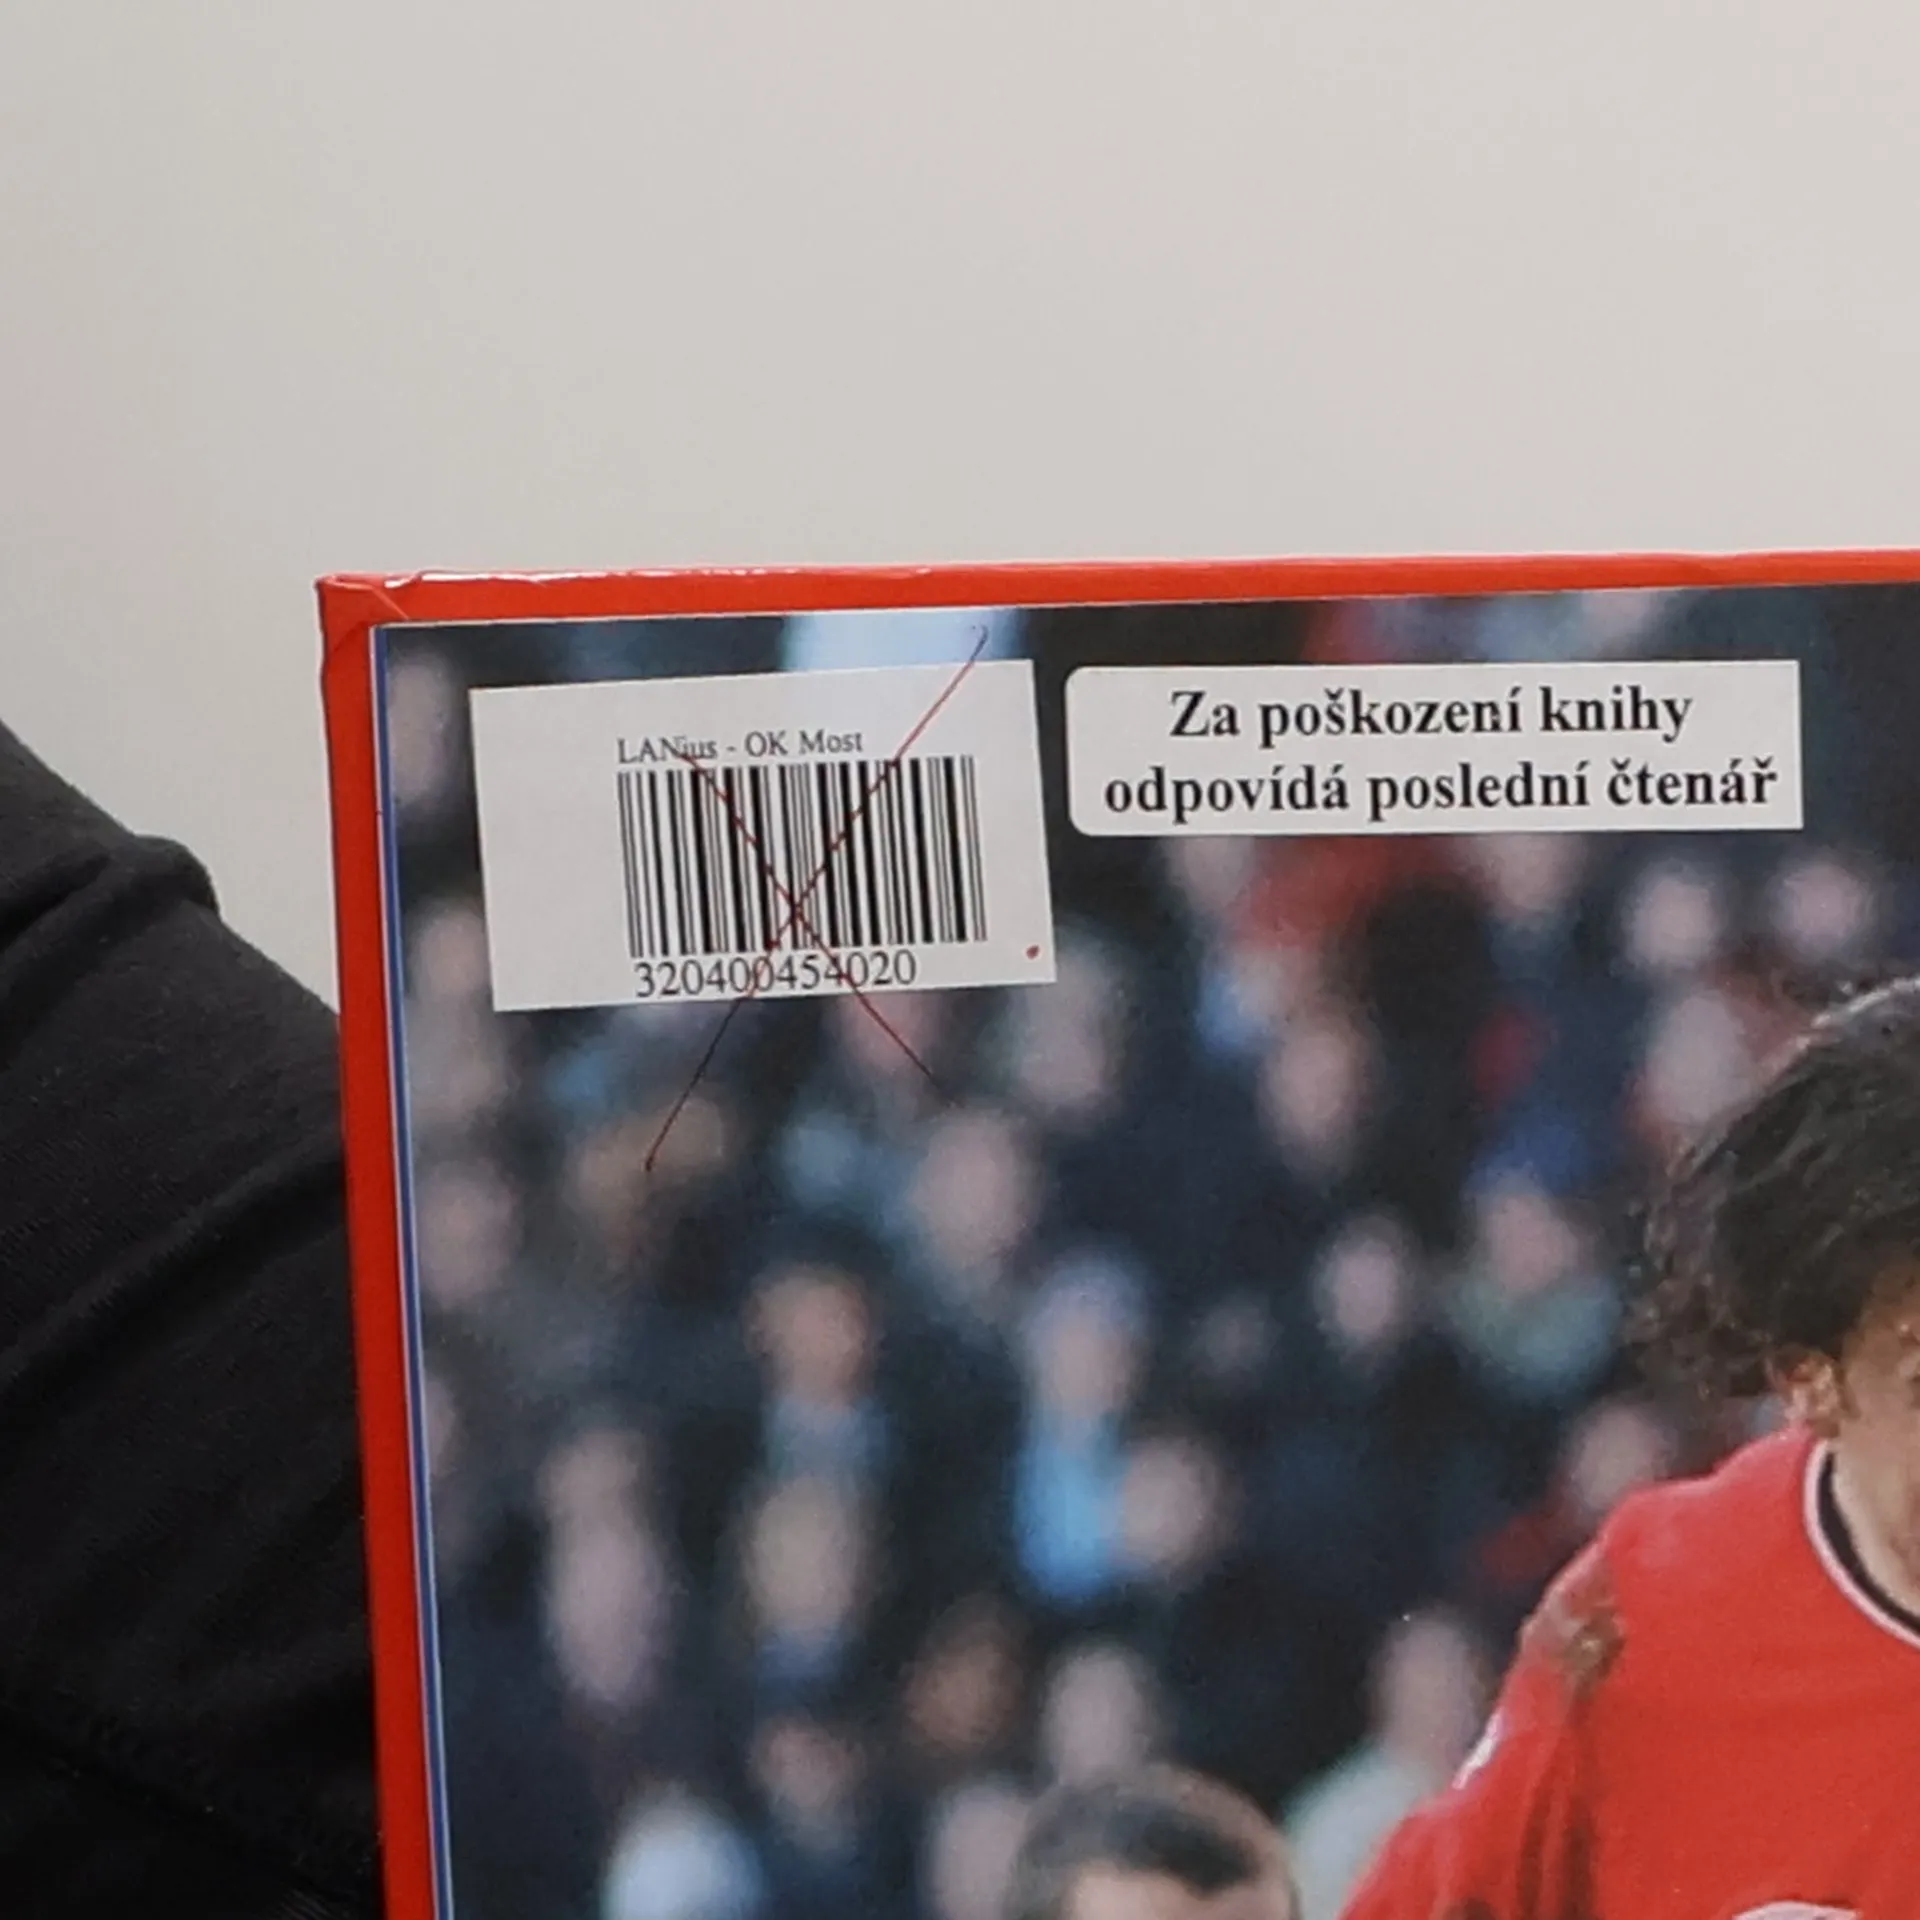 LANius - OK Most
320400454020
Za poškození knihy
odpovídá poslední čtenář